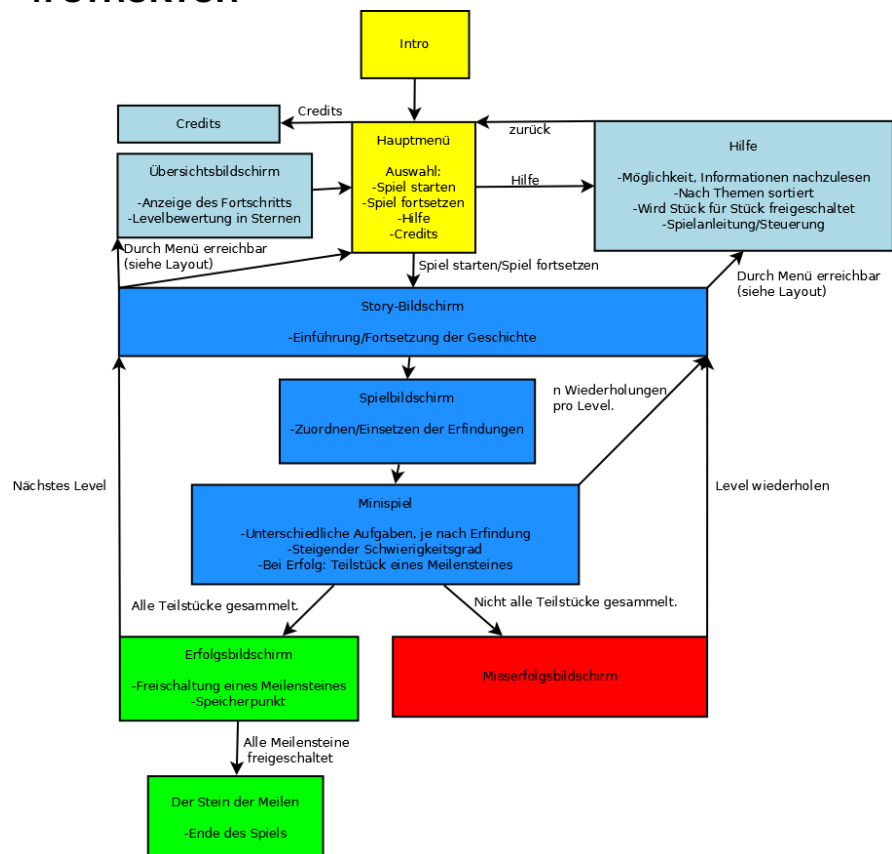 Intro
Credits
Credits
zurück
Hauptmenü
Auswahl:
-Spiel starten
-Spiel fortsetzen
-Hilfe
-Credits
Hilfe
Hilfe
-Möglichkeit, Informationen nachzulesen
-Nach Themen sortiert
-Wird Stück für Stück freigeschaltet
-Spielanleitung/Steuerung
Übersichtsbildschirm
-Anzeige des Fortschritts
-Levelbewertung in Sternen
Durch Menü erreichbar
(siehe Layout)
Spiel starten/Spiel fortsetzen
Durch Menü erreichbar
(siehe Layout)
Story-Bildschirm
-Einführung/Fortsetzung der Geschichte
Spielbildschirm
-Zuordnen/Einsetzen der Erfindungen
n Wiederholungen
pro Level.
Nächstes Level
Level wiederholen
Minispiel
-Unterschiedliche Aufgaben, je nach Erfindung
-Steigender Schwierigkeitsgrad
-Bei Erfolg: Teilstück eines Meilensteines
Alle Teilstücke gesammelt.
Nicht alle Teilstücke gesammelt.
Erfolgsbildschirm
-Freischaltung eines Meilensteines
-Speicherpunkt
Misserfolgsbildschirm
Alle Meilensteine
freigeschaltet
Der Stein der Meilen
-Ende des Spiels